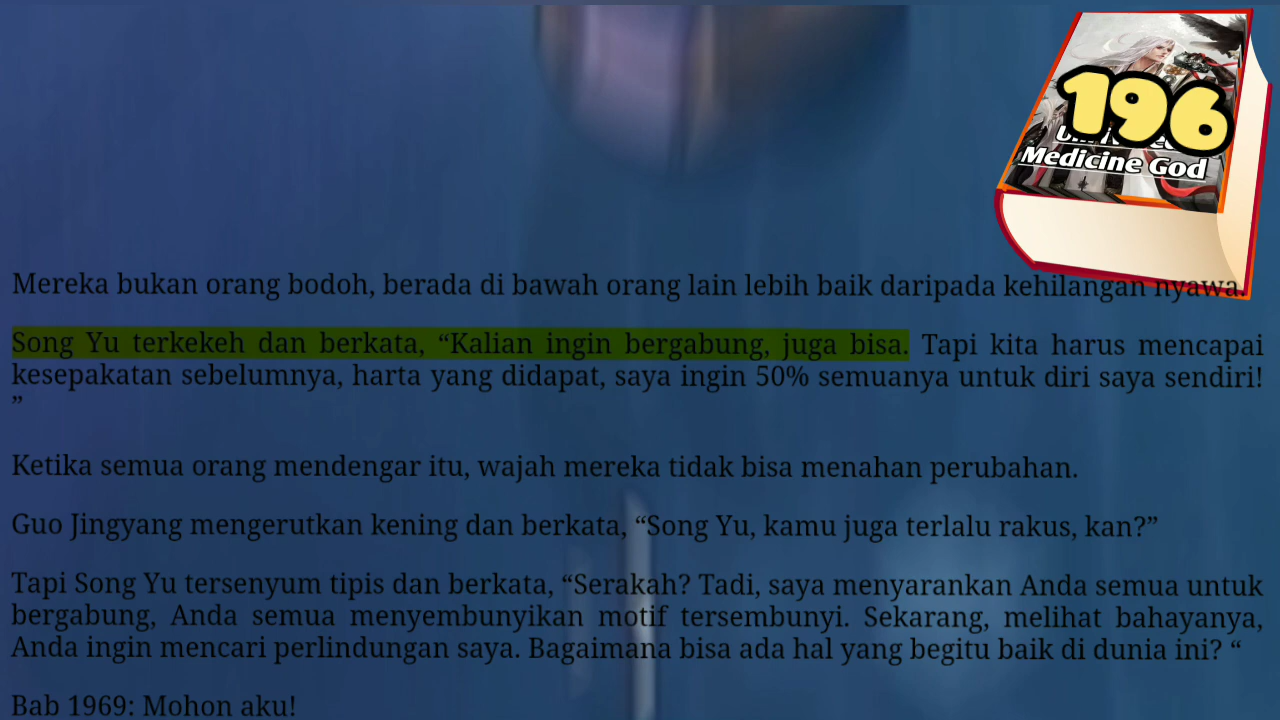 196
Medicine God
Mereka bukan orang bodoh, berada di bawah orang lain lebih baik daripada kehilangan nyawa.
Song Yu terkekeh dan berkata, “Kalian ingin bergabung, juga bisa. Tapi kita harus mencapai
kesepakatan sebelumnya, harta yang didapat, saya ingin 50% semuanya untuk diri saya sendiri!
”
Ketika semua orang mendengar itu, wajah mereka tidak bisa menahan perubahan.
Guo Jingyang mengerutkan kening dan berkata, “Song Yu, kamu juga terlalu rakus, kan?”
Tapi Song Yu tersenyum tipis dan berkata, “Serakah? Tadi, saya menyarankan Anda semua untuk
bergabung, Anda semua menyembunyikan motif tersembunyi. Sekarang, melihat bahayanya,
Anda ingin mencari perlindungan saya. Bagaimana bisa ada hal yang begitu baik di dunia ini? “
Bab 1969: Mohon aku!